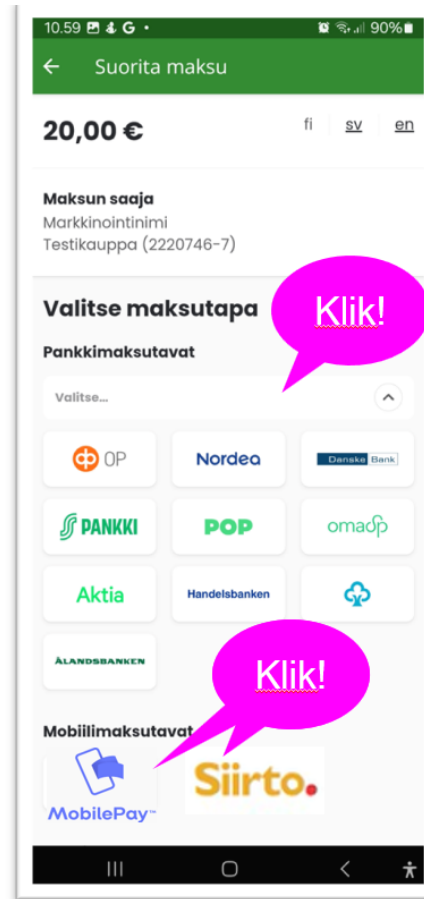 10.59 G • 90%
Suorita maksu
20,00 € fi sv en
Maksun saaja
Markkinointinimi
Testikauppa (2220746-7)
Valitse maksutapa
Klik!
Pankkimaksutavat
Valitse...
OP Nordea Danske Bank
S PANKKI POP omasp
Aktia Handelsbanken
ÅLANDSBANKEN
Klik!
Mobiilimaksutavat
MobilePay™ Siirto.